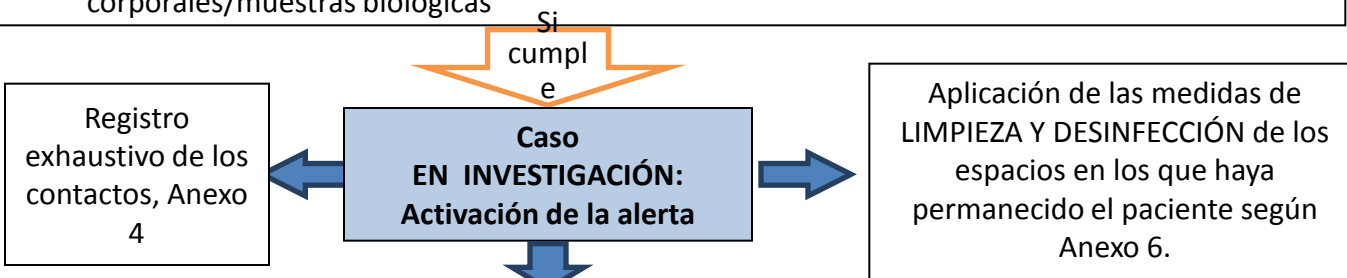 corporales/muestras biológicas
Si
cumpl
e
Registro
exhaustivo de los
contactos, Anexo
4
Caso
EN INVESTIGACIÓN:
Activación de la alerta
Aplicación de las medidas de
LIMPIEZA Y DESINFECCIÓN de los
espacios en los que haya
permanecido el paciente según
Anexo 6.